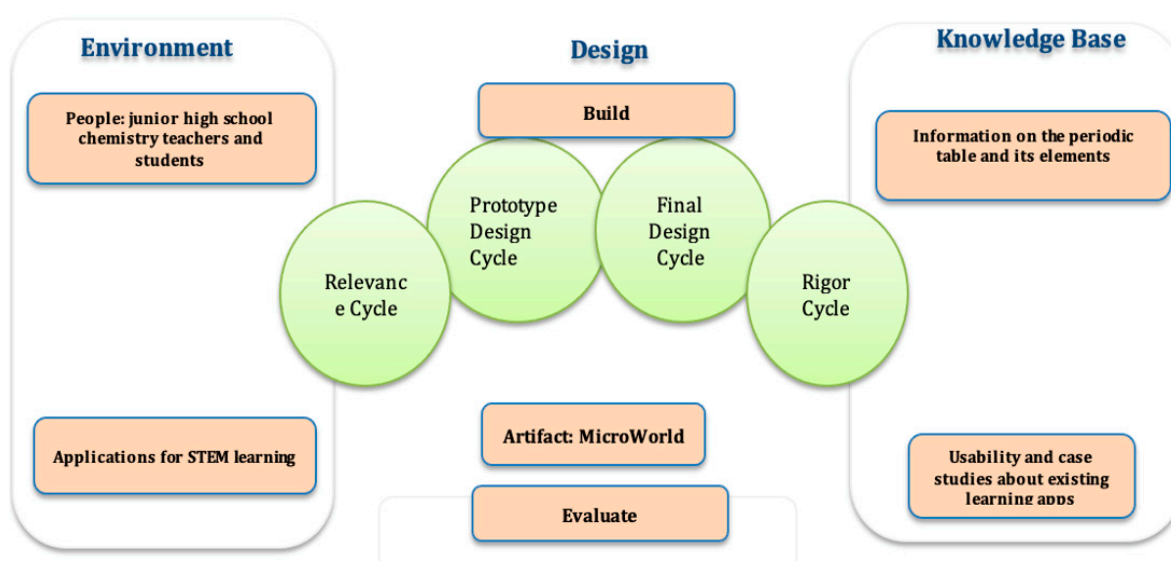 Environment
People: junior high school
chemistry teachers and
students
Applications for STEM learning
Design
Build
Prototype
Design
Cycle
Final
Design
Cycle
Relevanc
e Cycle
Rigor
Cycle
Artifact: MicroWorld
Evaluate
Knowledge Base
Information on the periodic
table and its elements
Usability and case
studies about existing
learning apps